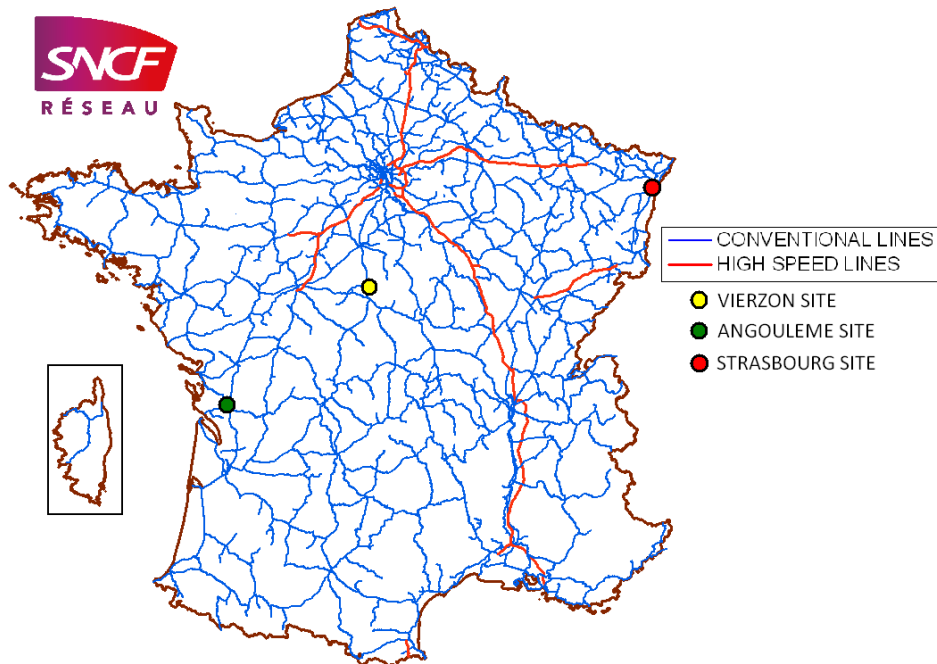 SNCF
RÉSEAU
CONVENTIONAL LINES
HIGH SPEED LINES
VIERZON SITE
ANGOULEME SITE
STRASBOURG SITE